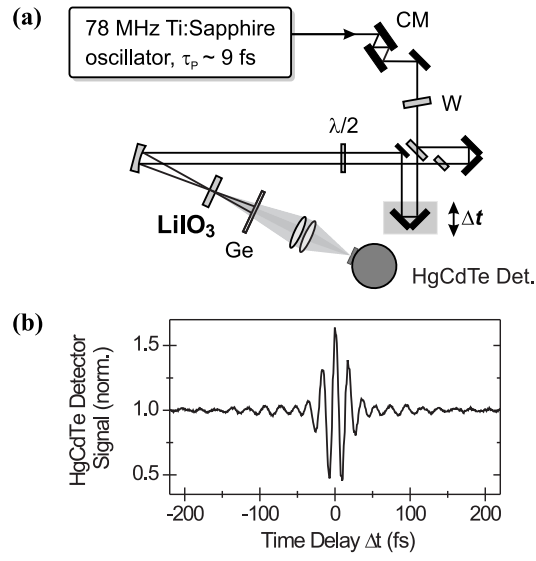 (a)
78 MHz Ti:Sapphire
oscillator, τP ~ 9 fs
CM
W
λ/2
LiIO3
Ge
Δt
HgCdTe Det.
(b)
HgCdTe Detector
Signal (norm.)
1.5
1.0
0.5
-200
-100
0
100
200
Time Delay Δt (fs)